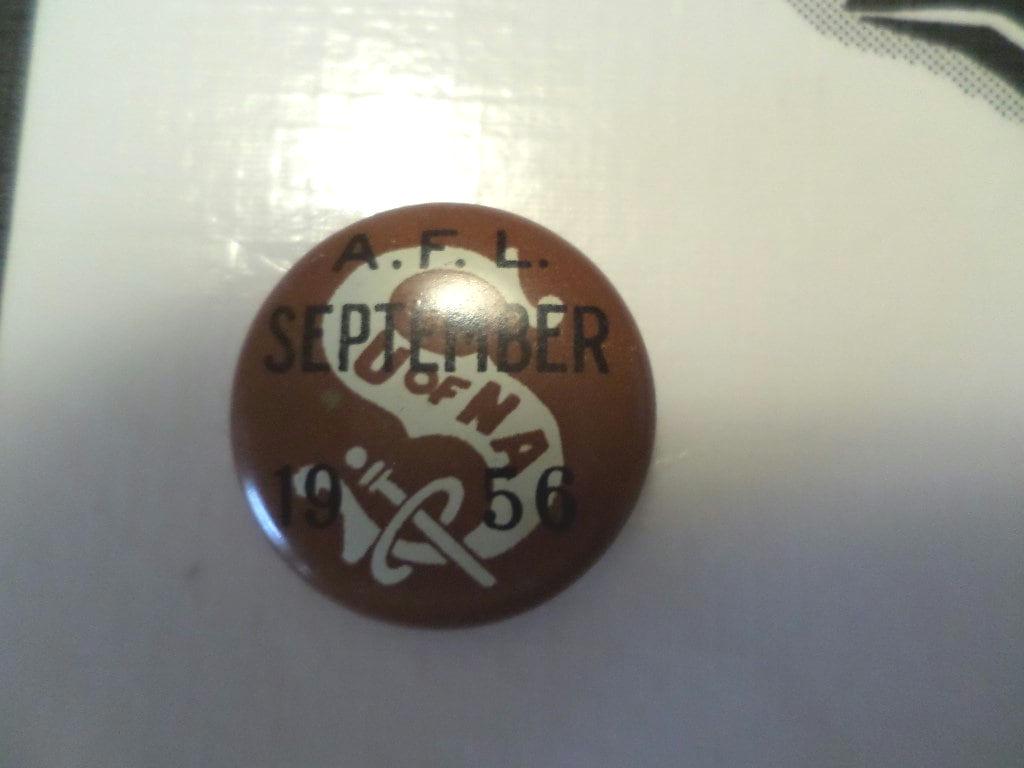 A.F.L.
SEPTEMBER
U OF NA
19 56